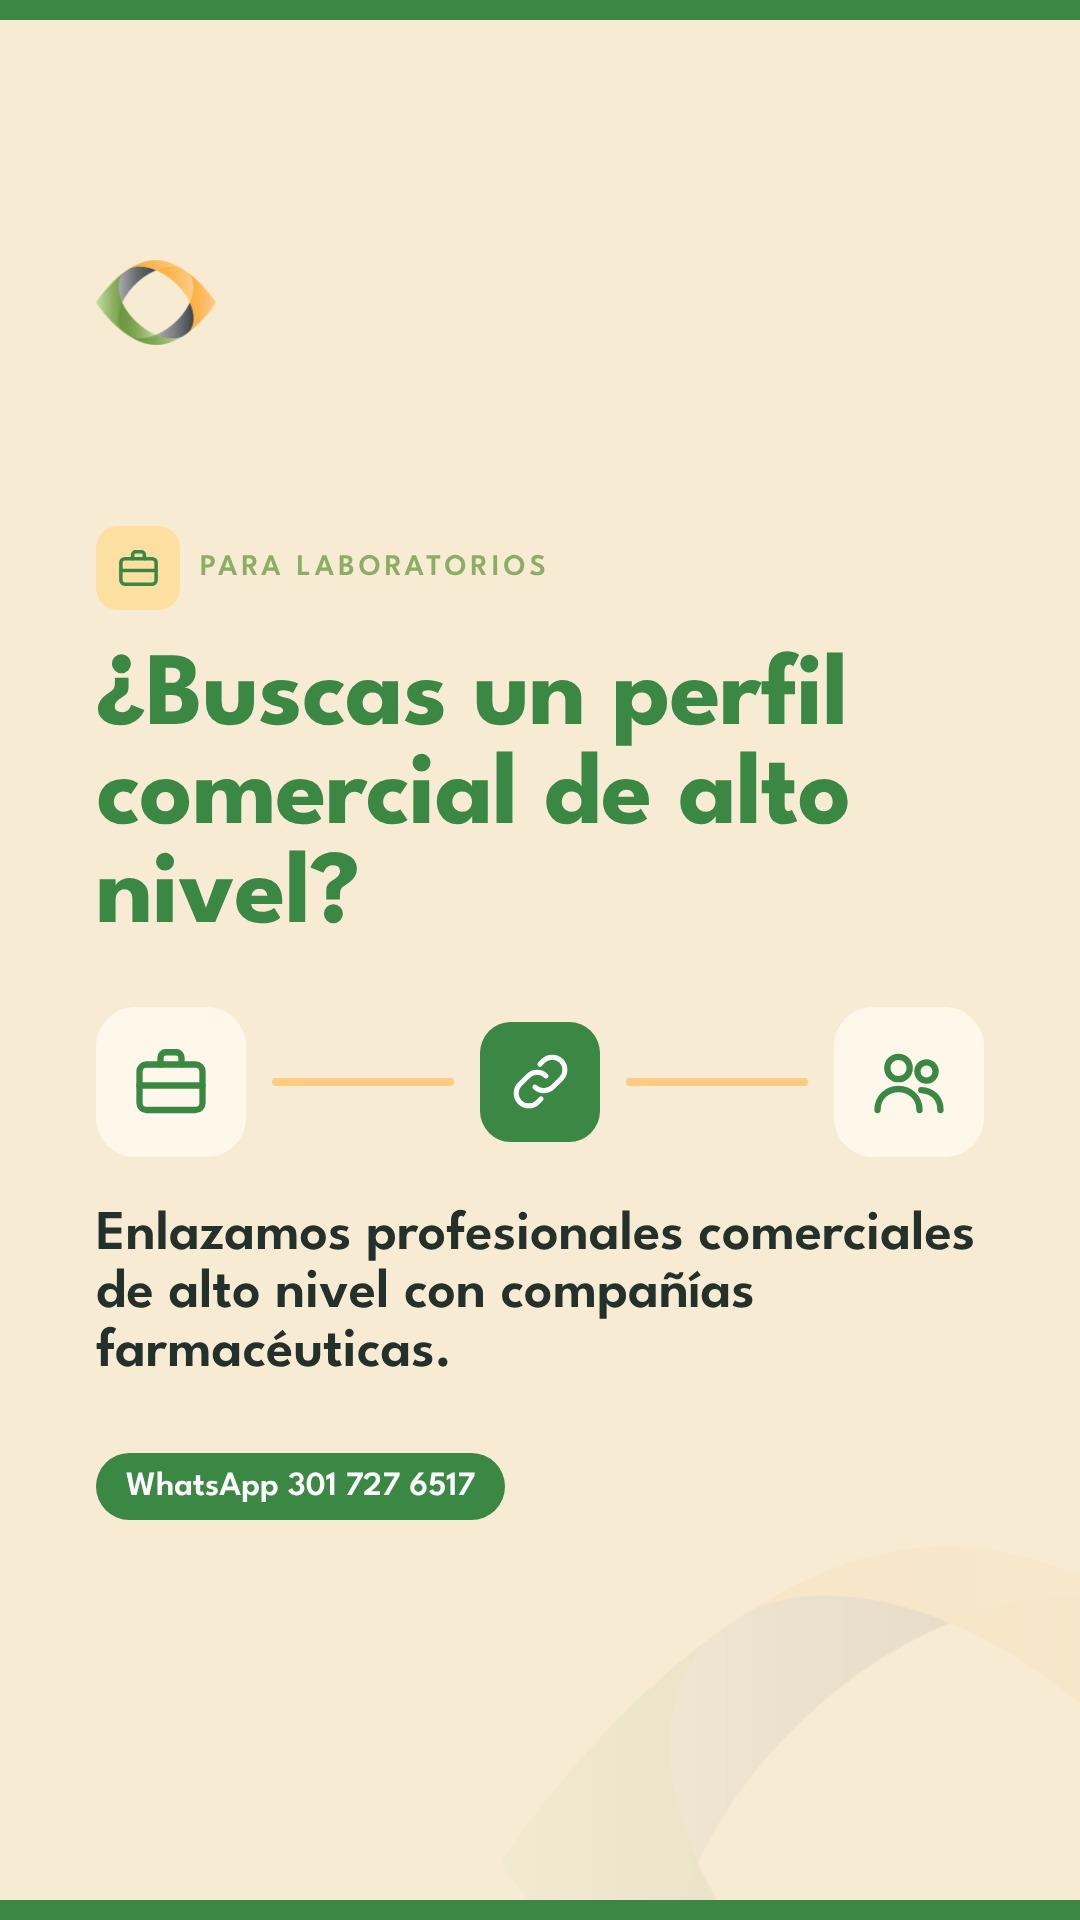 PARA LABORATORIOS
¿Buscas un perfil
comercial de alto
nivel?
Enlazamos profesionales comerciales
de alto nivel con compañías
farmacéuticas.
WhatsApp 301 727 6517